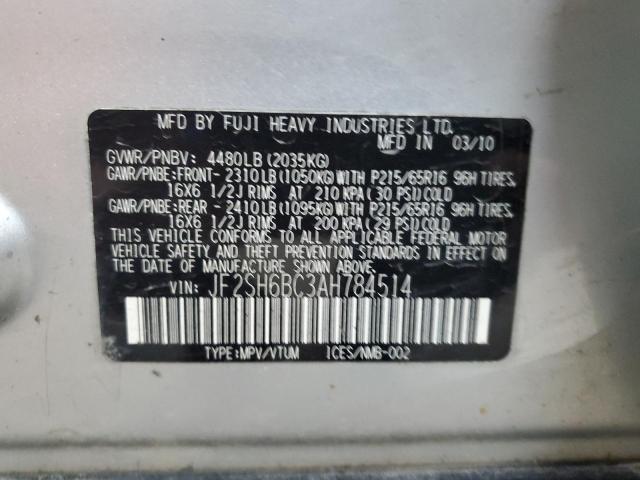 MFD BY FUJI HEAVY INDUSTRIES LTD.
MFD IN 03/10
GVWR/PNBV: 4480LB(2035KG)
GAWR/PNBE:FRONT- 2310LB(1050KG)WITH P215/65R16 96H TIRES.
16X6 1/2J RIMS AT 210 KPA(30 PSI)COLD
GAWR/PNBE:REAR -2410LB(1095KG)WITH P215/65R16 96H TIRES.
16X6 1/2J RIMS AT 200 KPA(29 PSI)COLD
THIS VEHICLE CONFORMS TO ALL APPLICABLE FEDERAL MOTOR
VEHICLE SAFETY AND THEFT PREVENTION STANDARDS IN EFFECT
ON THE DATE OF MANUFACTURE SHOWN ABOVE.
VIN: JF2SH6BC3AH784514
TYPE:MPV/VTUM ICES/NMB-002